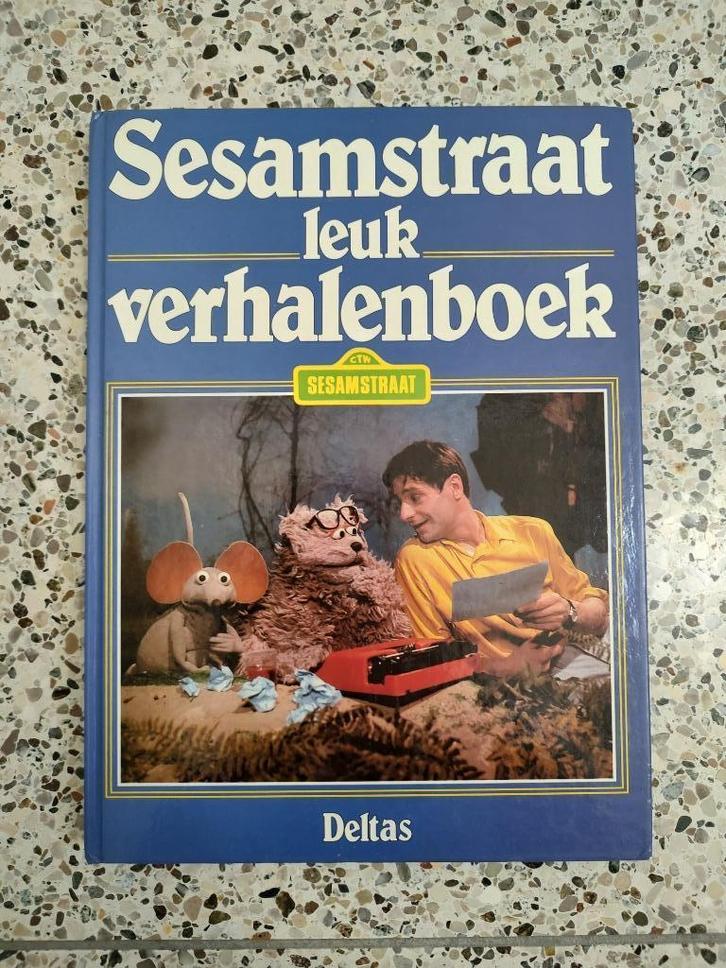 Sesamstraat
leuk
verhalenboek
CTW
SESAMSTRAAT
Deltas